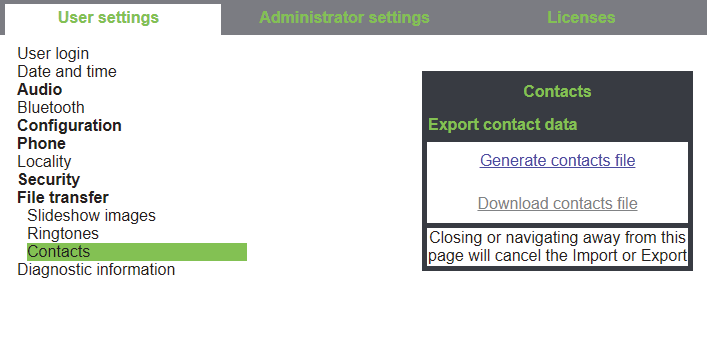 User settings
Administrator settings
Licenses
User login
Date and time
Audio
Bluetooth
Configuration
Phone
Locality
Security
File transfer
Slideshow images
Ringtones
Contacts
Diagnostic information
Contacts
Export contact data
Generate contacts file
Download contacts file
Closing or navigating away from this
page will cancel the Import or Export